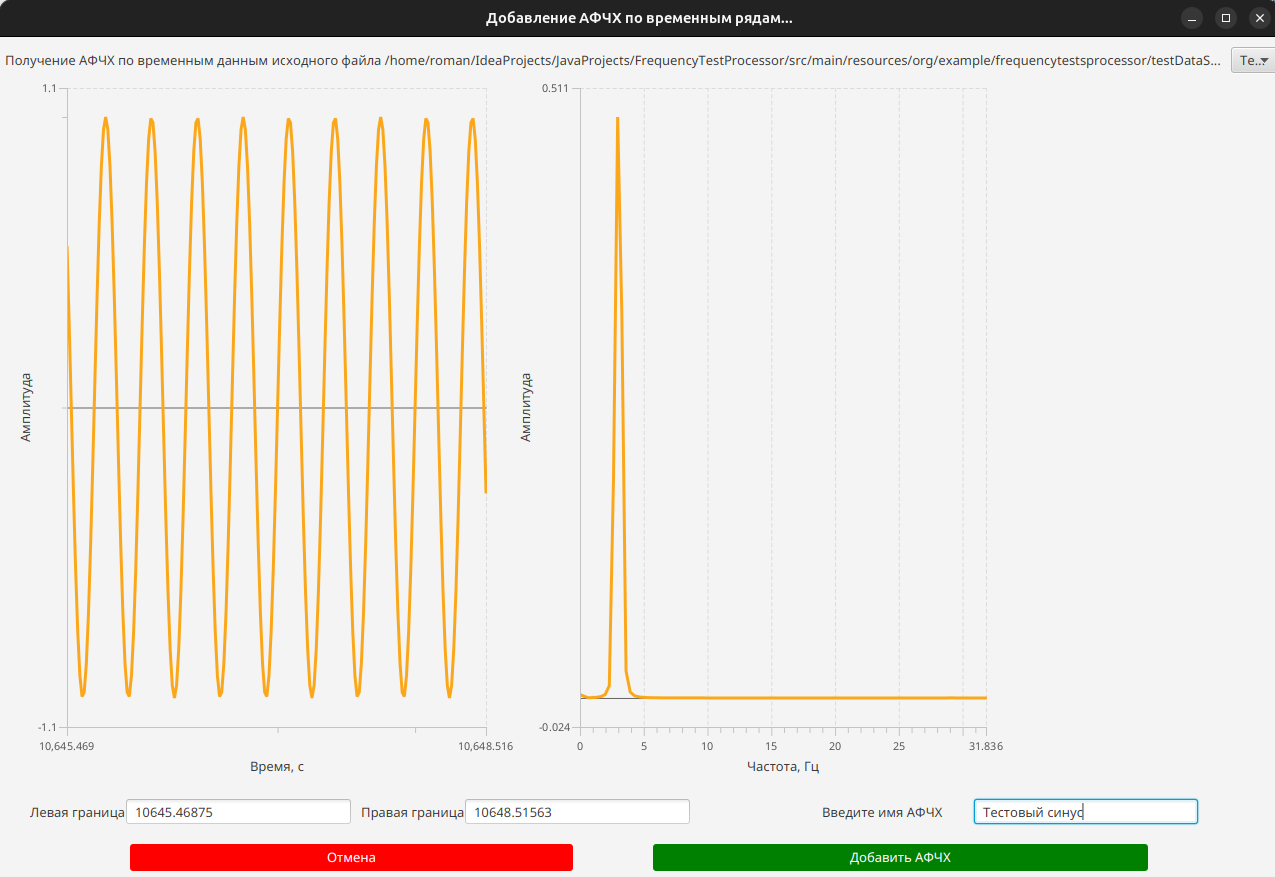 Добавление АФЧХ по временным рядам...
Получение АФЧХ по временным данным исходного файла /home/roman/IdeaProjects/JavaProjects/FrequencyTestProcessor/src/main/resources/org/example/frequencytestsprocessor/testDataS...
Те..
1.1
Амплитуда
-1.1
10,645.469
10,648.516
Время, с
0.511
Амплитуда
-0.024
0
5
10
15
20
25
31.836
Частота, Гц
Левая граница
10645.46875
Правая граница
10648.51563
Введите имя АФЧХ
Тестовый синус
Отмена
Добавить АФЧХ